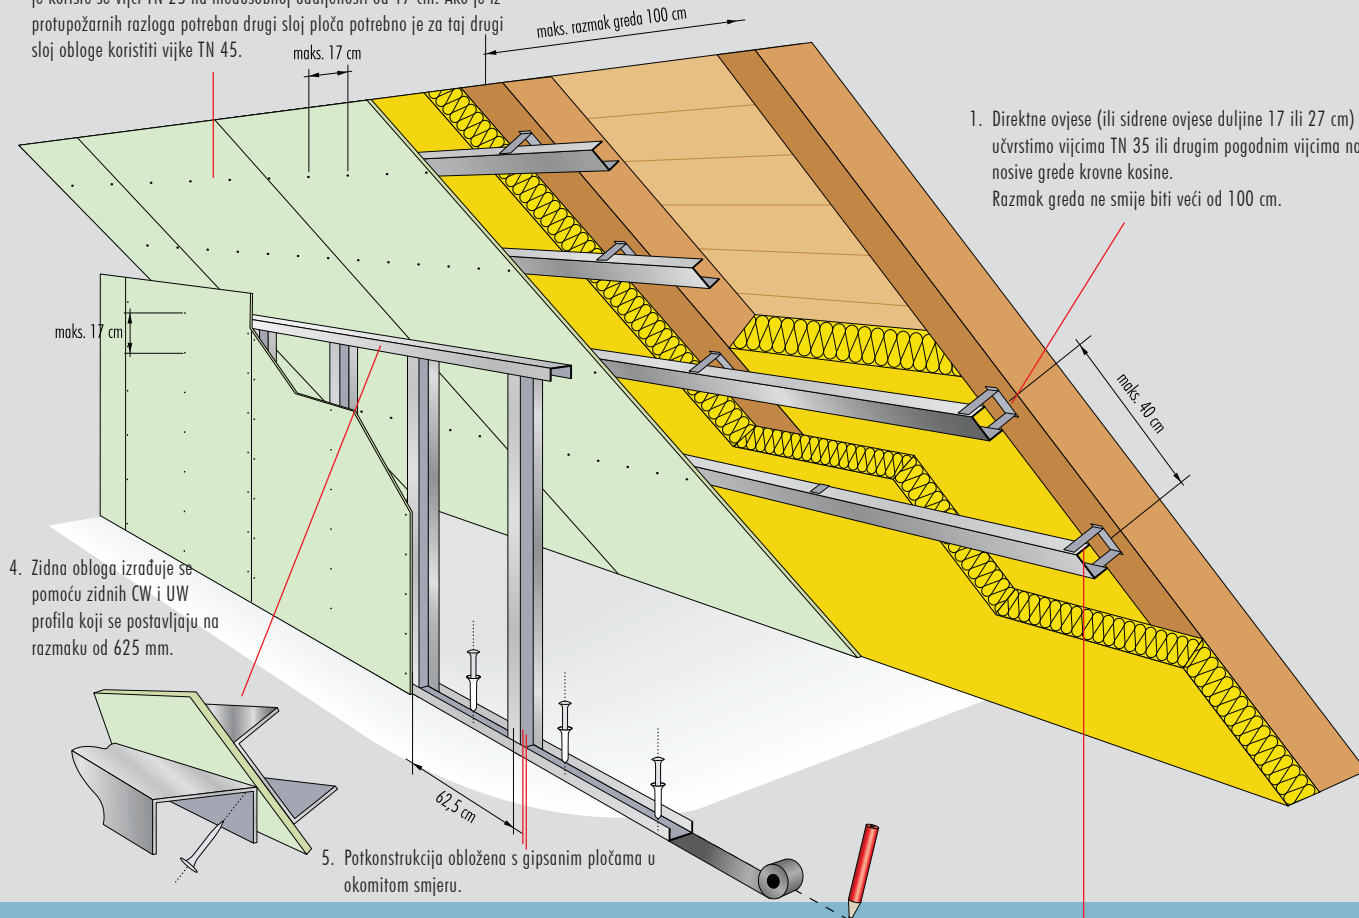 je koriste se vijci TN 25 na međusobnoj udaljenosti od 17 cm. Ako je iz
protupožarnih razloga potreban drugi sloj ploča potrebno je za taj drugi
sloj obloge koristiti vijke TN 45.
maks. 17 cm
maks. razmak greda 100 cm
1. Direktne ovjese (ili sidrene ovjese duljine 17 ili 27 cm)
učvrstimo vijcima TN 35 ili drugim pogodnim vijcima na
nosive grede krovne kosine.
Razmak greda ne smije biti veći od 100 cm.
maks. 17 cm
maks. 40 cm
4. Zidna obloga izrađuje se
pomoću zidnih CW i UW
profila koji se postavljaju na
razmaku od 625 mm.
62,5 cm
5. Potkonstrukcija obložena s gipsanim pločama u
okomitom smjeru.